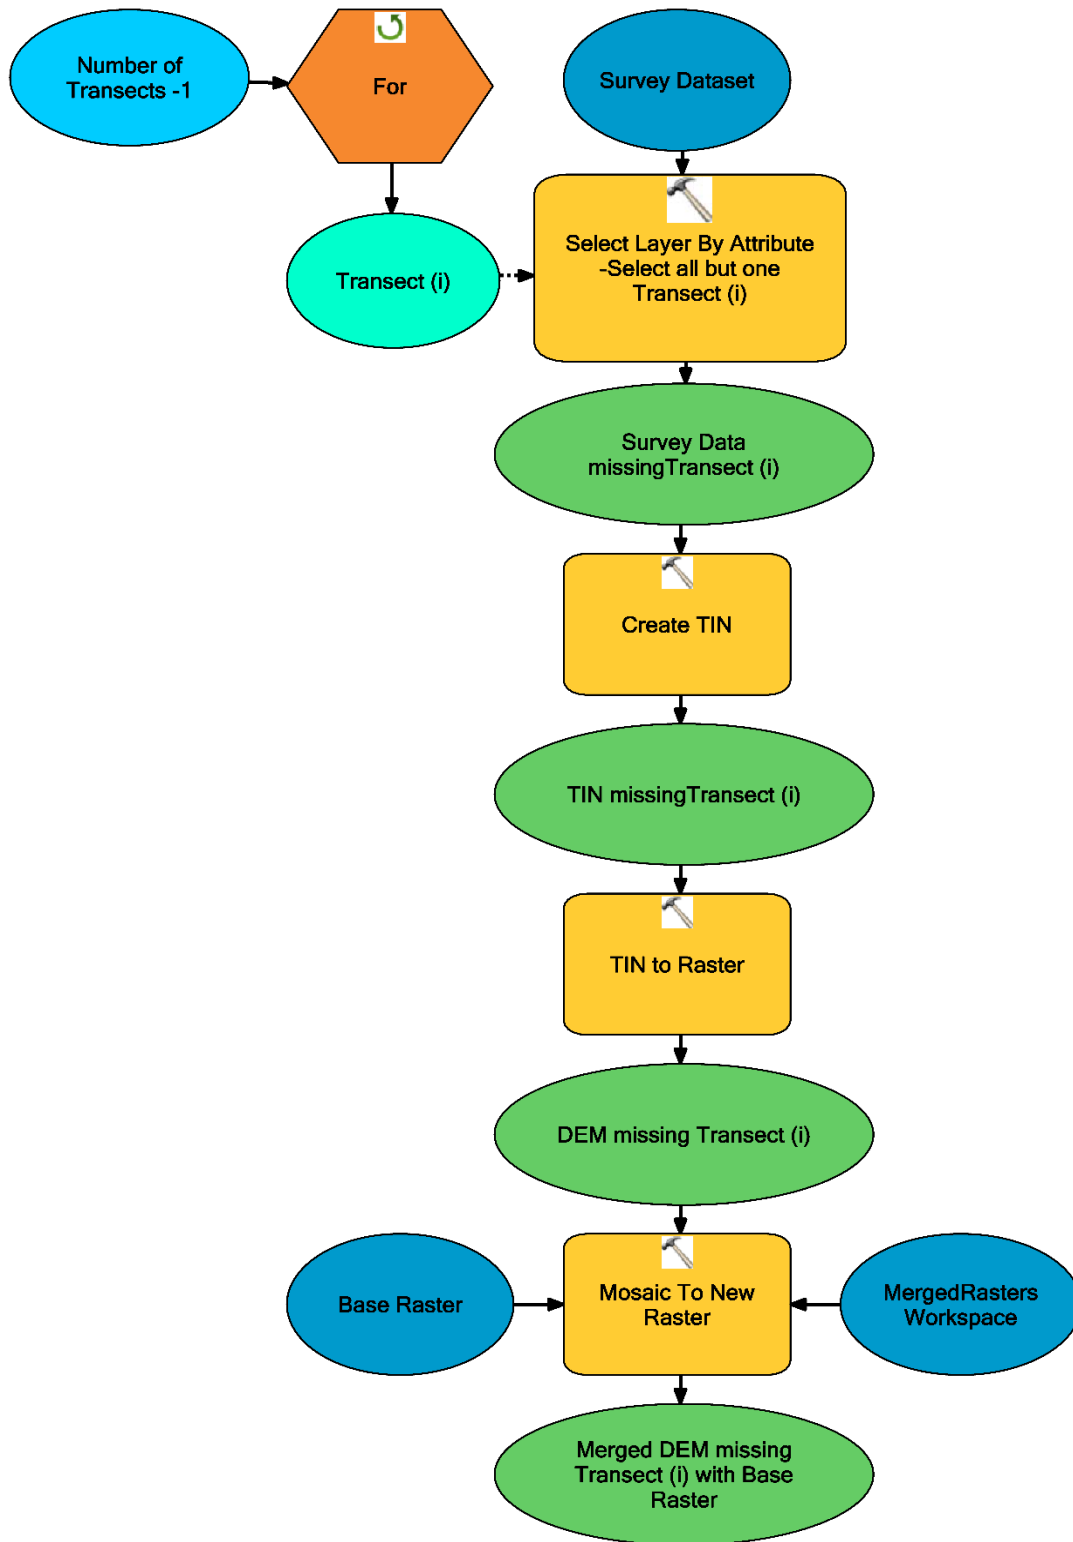 Number of
Transects -1
For
Survey Dataset
Select Layer By Attribute
-Select all but one
Transect (i)
Transect (i)
Survey Data
missingTransect (i)
Create TIN
TIN missingTransect (i)
TIN to Raster
DEM missing Transect (i)
Base Raster
Mosaic To New
Raster
MergedRasters
Workspace
Merged DEM missing
Transect (i) with Base
Raster